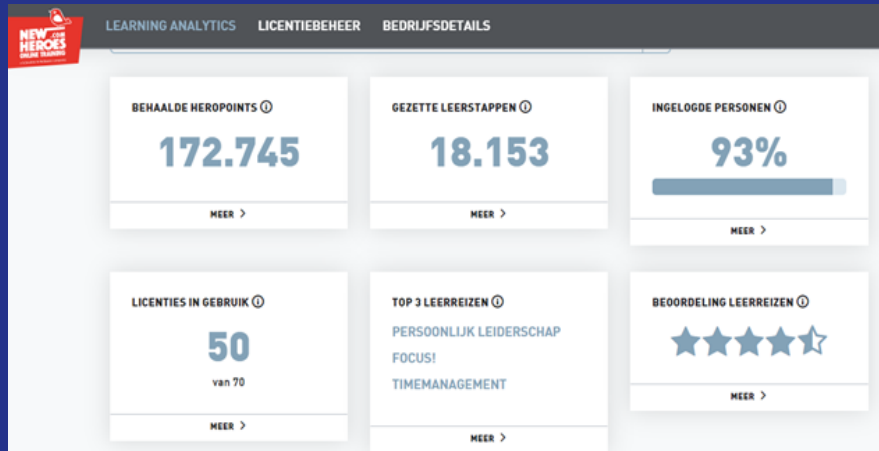 NEW .COM
HEROES
ONLINE TRAINING
LEARNING ANALYTICS LICENTIEBEHEER BEDRIJFSDETAILS
BEHAALDE HEROPOINTS
172.745
MEER >
GEZETTE LEERSTAPPEN
18.153
MEER >
INGELOGDE PERSONEN
93%
MEER >
LICENTIES IN GEBRUIK
50
van 70
MEER >
TOP 3 LEERREIZEN
PERSOONLIJK LEIDERSCHAP
FOCUS!
TIMEMANAGEMENT
MEER >
BEOORDELING LEERREIZEN
MEER >